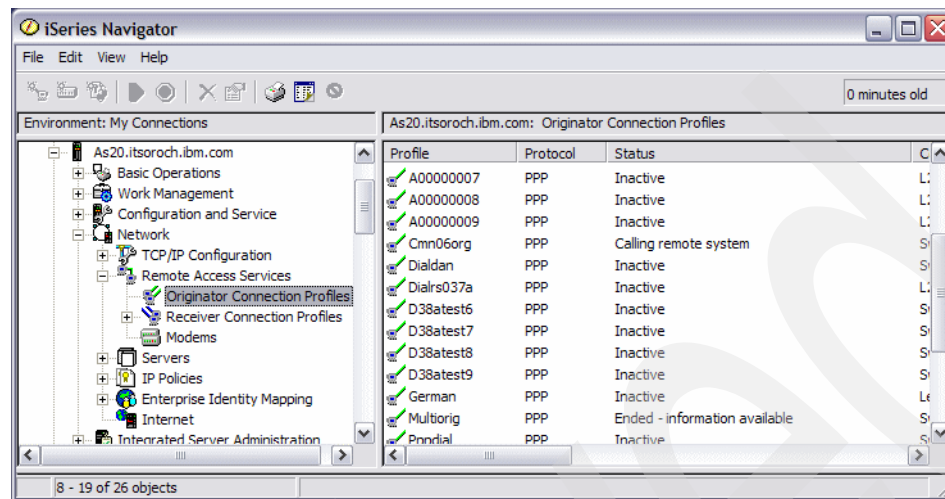 iSeries Navigator
File Edit View Help
0 minutes old
Environment: My Connections
As20.itsoroch.ibm.com: Originator Connection Profiles
As20.itsoroch.ibm.com
Basic Operations
Work Management
Configuration and Service
Network
TCP/IP Configuration
Remote Access Services
Originator Connection Profiles
Receiver Connection Profiles
Modems
Servers
IP Policies
Enterprise Identity Mapping
Internet
Integrated Server Administration
Profile Protocol Status
A00000007 PPP Inactive
A00000008 PPP Inactive
A00000009 PPP Inactive
Cmn06org PPP Calling remote system
Dialdan PPP Inactive
Dialrs037a PPP Inactive
D38atest6 PPP Inactive
D38atest7 PPP Inactive
D38atest8 PPP Inactive
D38atest9 PPP Inactive
German PPP Inactive
Multiorig PPP Ended - information available
Pondial PPP Inactive
8 - 19 of 26 objects